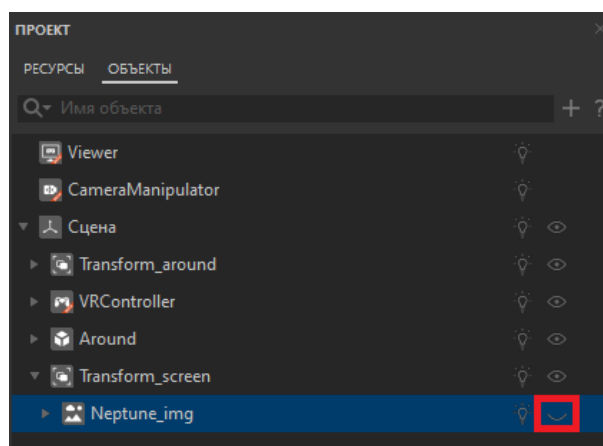 ПРОЕКТ
РЕСУРСЫ ОБЪЕКТЫ
Имя объекта
Viewer
CameraManipulator
Сцена
Transform_around
VRController
Around
Transform_screen
Neptune_img